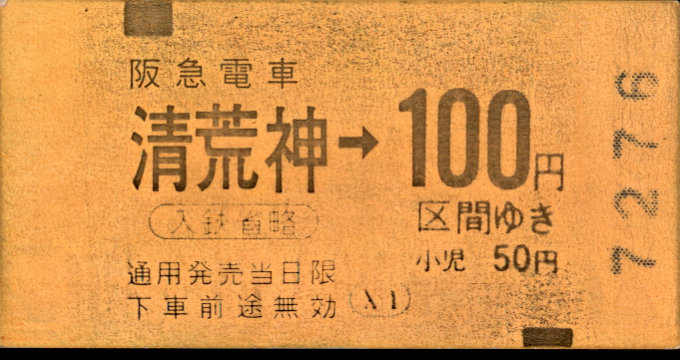 阪急電車
清荒神→100円
入鋏省略
区間ゆき
小児 50円
通用発売当日限
下車前途無効
7276